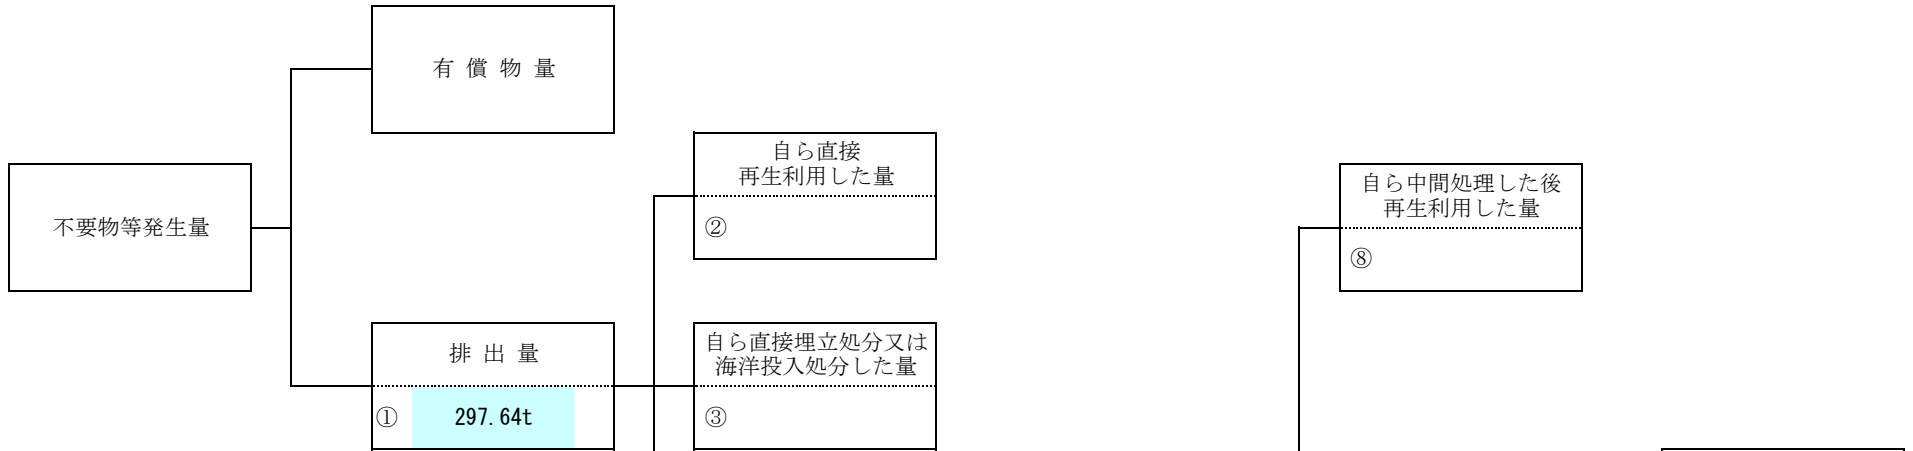 有 償 物 量
自ら直接
再生利用した量
②
自ら中間処理した後
再生利用した量
⑧
不要物等発生量
排 出 量
① 297.64t
自ら直接埋立処分又は
海洋投入処分した量
③